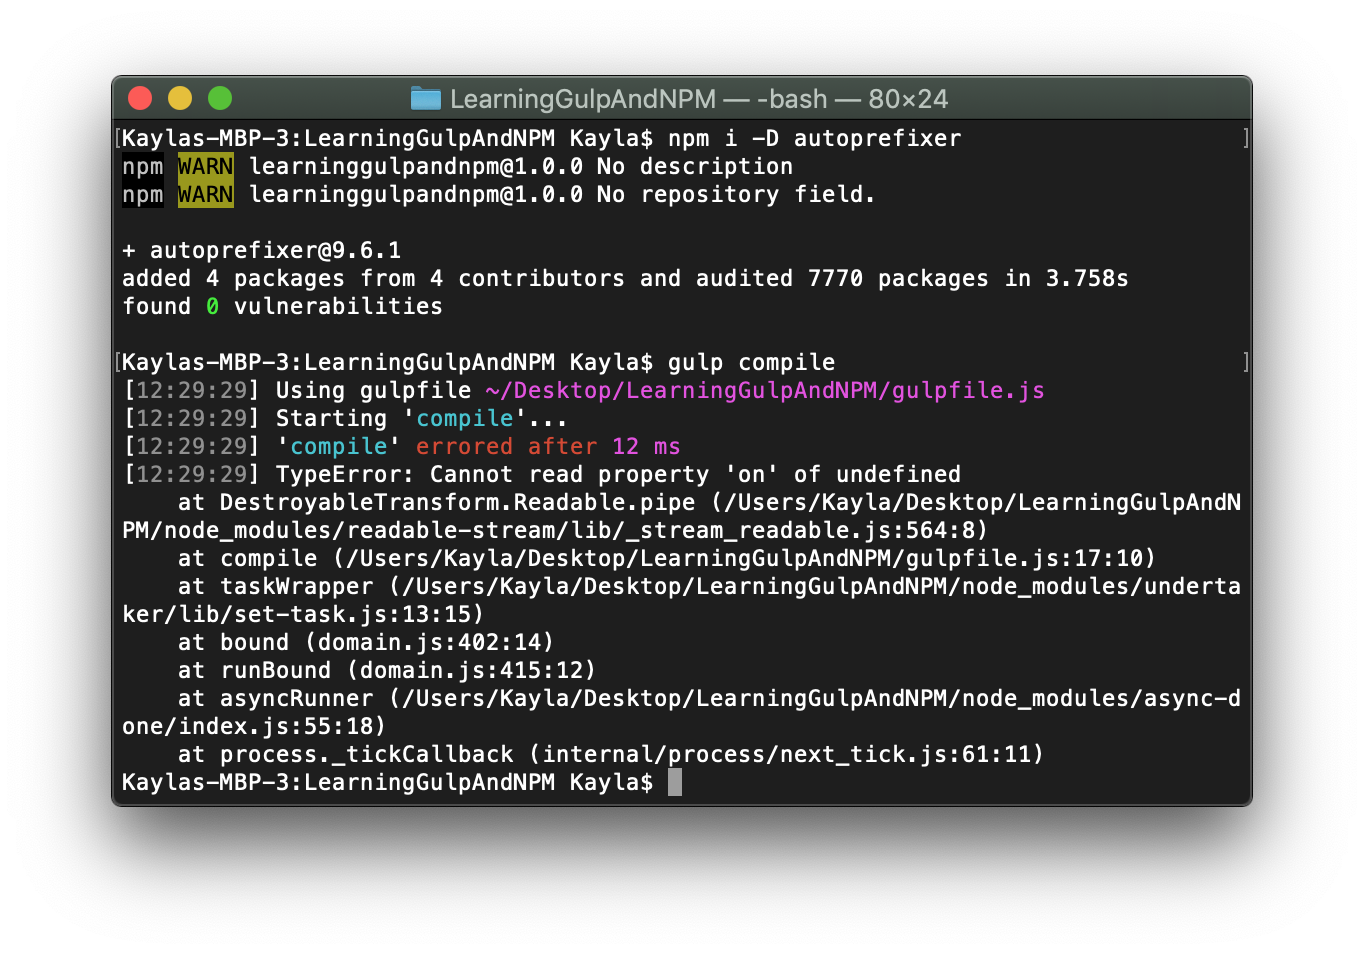 LearningGulpAndNPM — -bash — 80×24
[Kaylas-MBP-3:LearningGulpAndNPM Kayla$ npm i -D autoprefixer ]
npm WARN learninggulpandnpm@1.0.0 No description
npm WARN learninggulpandnpm@1.0.0 No repository field.
+ autoprefixer@9.6.1
added 4 packages from 4 contributors and audited 7770 packages in 3.758s
found 0 vulnerabilities
[Kaylas-MBP-3:LearningGulpAndNPM Kayla$ gulp compile ]
[12:29:29] Using gulpfile ~/Desktop/LearningGulpAndNPM/gulpfile.js
[12:29:29] Starting 'compile'...
[12:29:29] 'compile' errored after 12 ms
[12:29:29] TypeError: Cannot read property 'on' of undefined
    at DestroyableTransform.Readable.pipe (/Users/Kayla/Desktop/LearningGulpAndN
PM/node_modules/readable-stream/lib/_stream_readable.js:564:8)
    at compile (/Users/Kayla/Desktop/LearningGulpAndNPM/gulpfile.js:17:10)
    at taskWrapper (/Users/Kayla/Desktop/LearningGulpAndNPM/node_modules/underta
ker/lib/set-task.js:13:15)
    at bound (domain.js:402:14)
    at runBound (domain.js:415:12)
    at asyncRunner (/Users/Kayla/Desktop/LearningGulpAndNPM/node_modules/async-d
one/index.js:55:18)
    at process._tickCallback (internal/process/next_tick.js:61:11)
Kaylas-MBP-3:LearningGulpAndNPM Kayla$